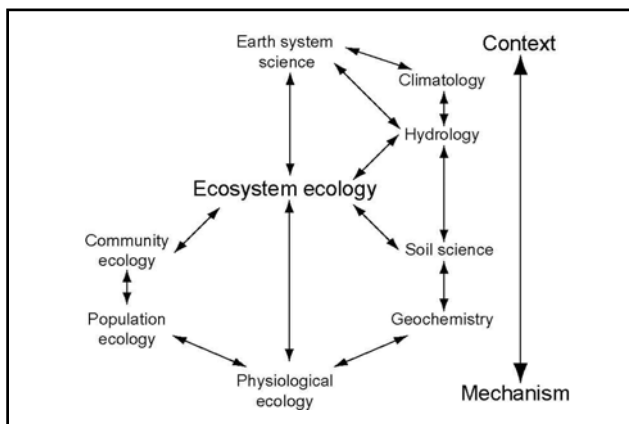 Earth system
science
Context
Climatology
Hydrology
Ecosystem ecology
Community
ecology
Soil science
Population
ecology
Geochemistry
Physiological
ecology
Mechanism